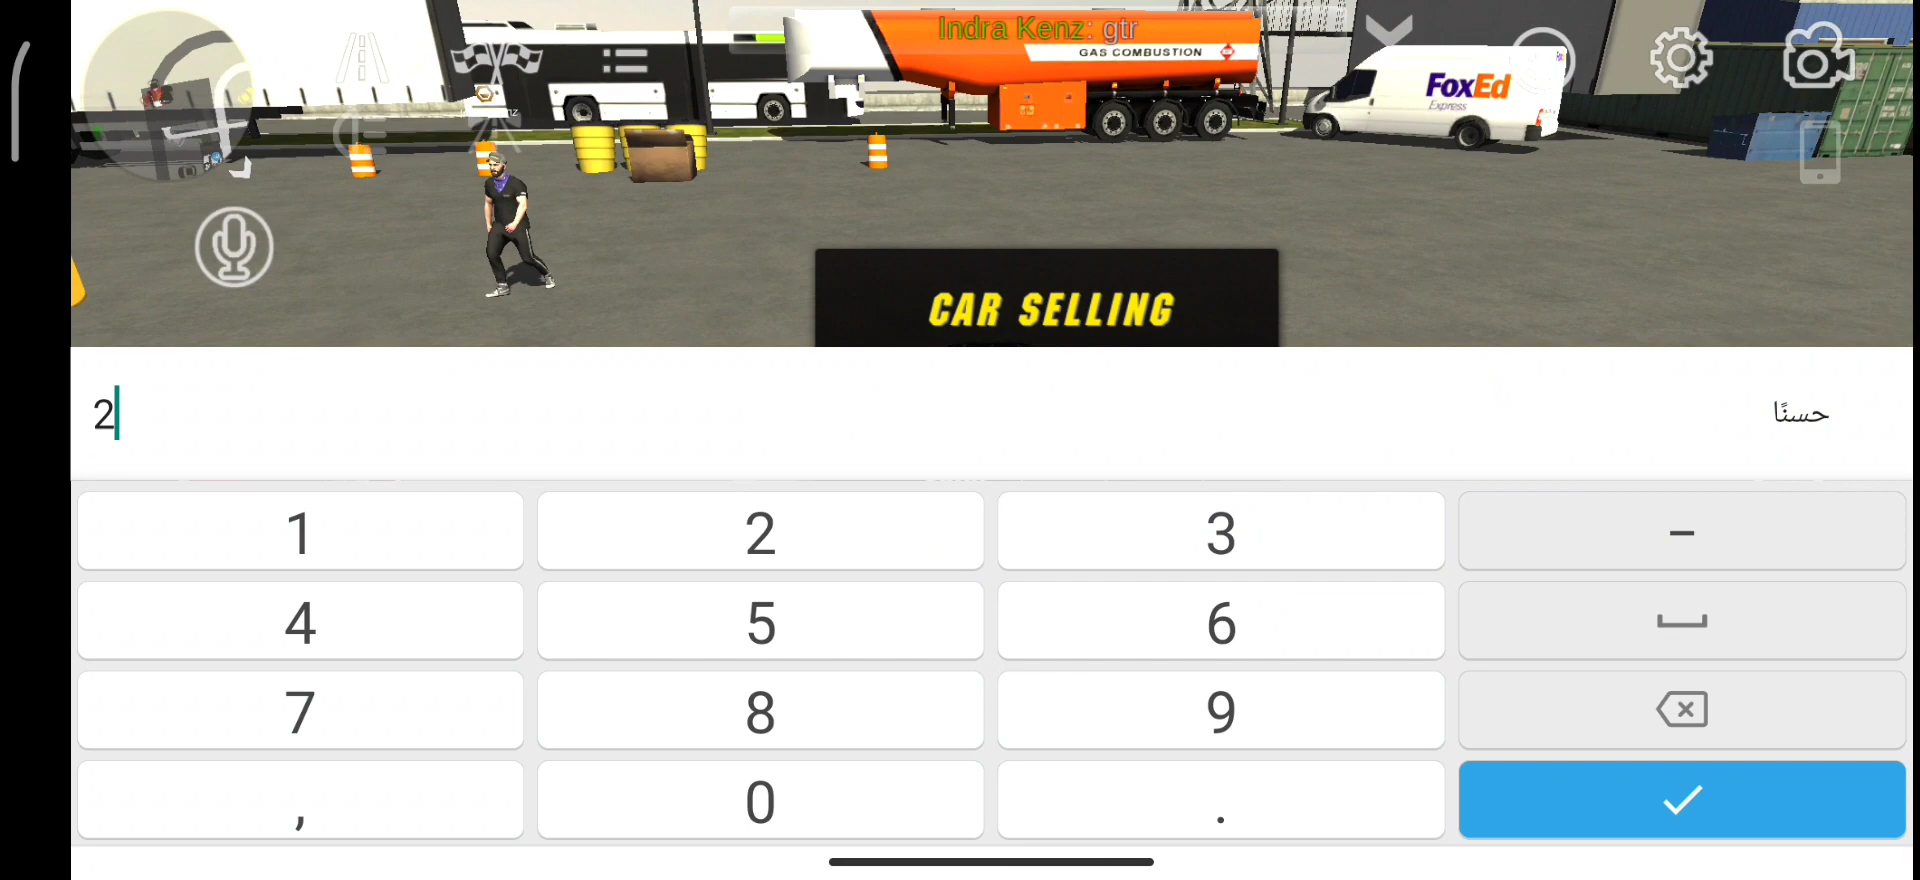 Indra Kenz: gtr
GAS COMBUSTION
FoxEd
Express
CAR SELLING
2
حسنًا
1
2
3
–
4
5
6
7
8
9
,
0
.